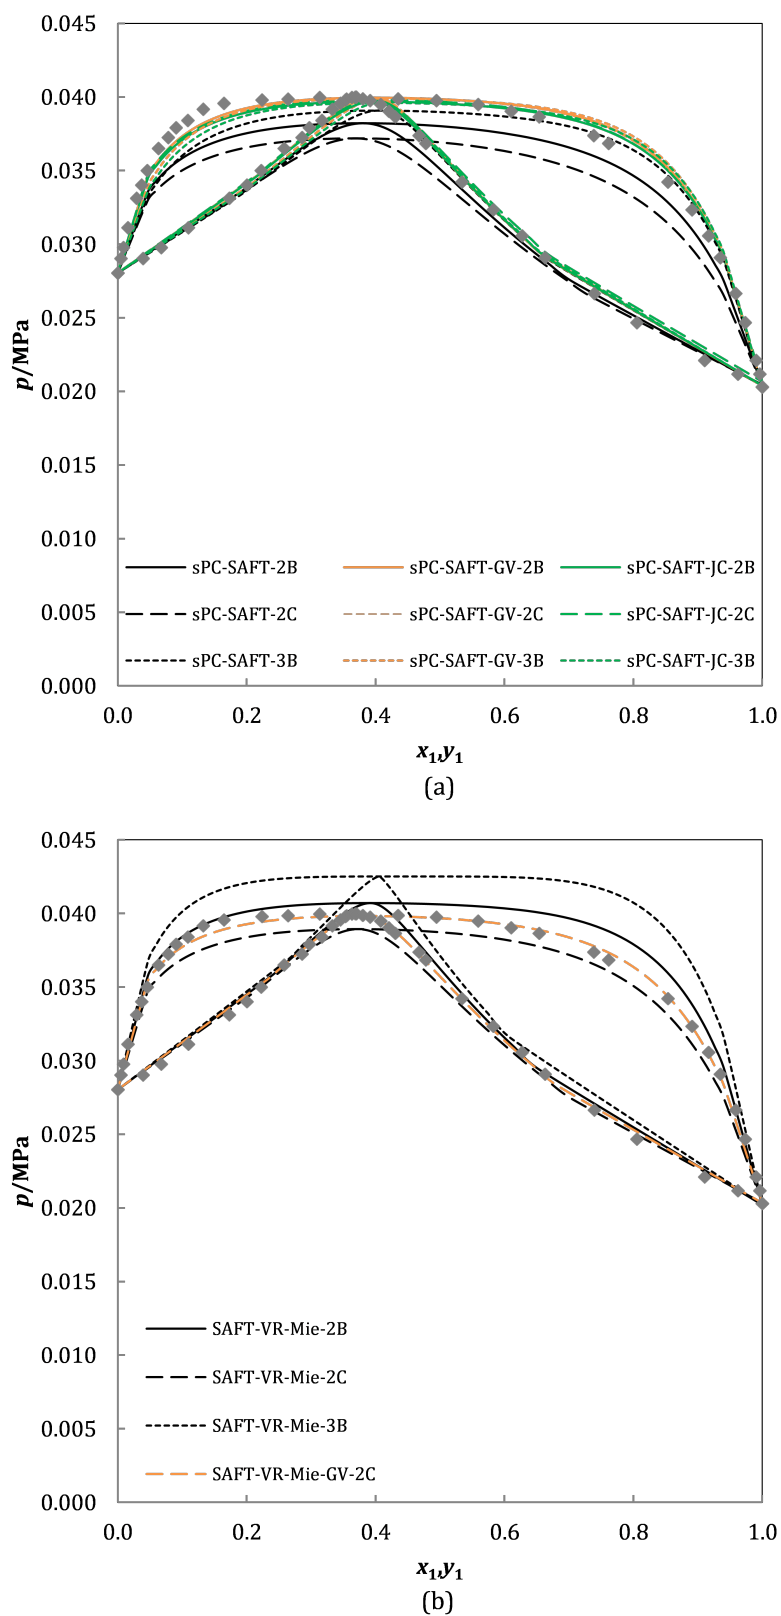 0.045
0.040
0.035
0.030
0.025
0.020
0.015
0.010
0.005
0.000
p/MPa
sPC-SAFT-2B sPC-SAFT-GV-2B sPC-SAFT-JC-2B
sPC-SAFT-2C sPC-SAFT-GV-2C sPC-SAFT-JC-2C
sPC-SAFT-3B sPC-SAFT-GV-3B sPC-SAFT-JC-3B
0.0 0.2 0.4 0.6 0.8 1.0
x₁,y₁
(a)
0.045
0.040
0.035
0.030
0.025
0.020
0.015
0.010
0.005
0.000
p/MPa
SAFT-VR-Mie-2B
SAFT-VR-Mie-2C
SAFT-VR-Mie-3B
SAFT-VR-Mie-GV-2C
0.0 0.2 0.4 0.6 0.8 1.0
x₁,y₁
(b)